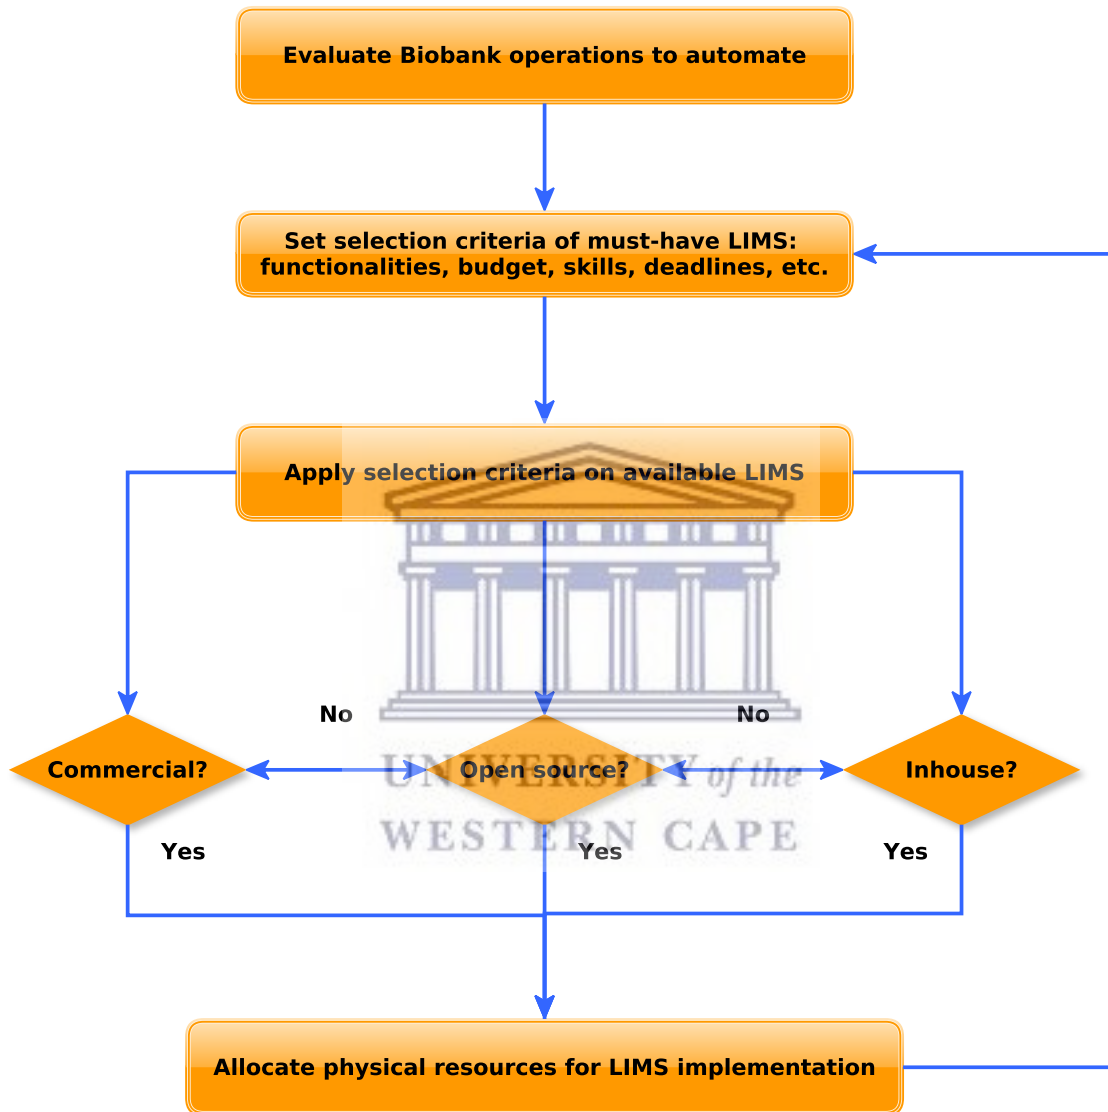 Evaluate Biobank operations to automate
Set selection criteria of must-have LIMS:
functionalities, budget, skills, deadlines, etc.
Apply selection criteria on available LIMS
No
No
Commercial?
Open source?
Inhouse?
UNIVERSITY of the
WESTERN CAPE
Yes
Yes
Yes
Allocate physical resources for LIMS implementation